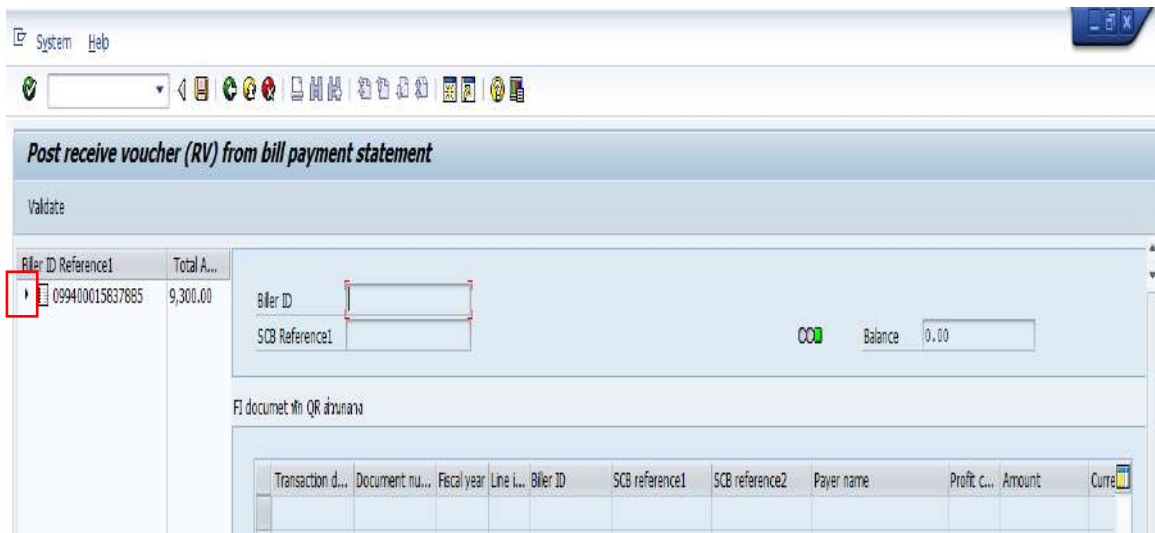 System Help
Post receive voucher (RV) from bill payment statement
Validate
Biller ID Reference1 Total A...
099400015837885 9,300.00
Biller ID
SCB Reference1 Balance 0.00
FI documet พัก QR ส่วนกลาง
Transaction d... Document nu... Fiscal year Line i... Biller ID SCB reference1 SCB reference2 Payer name Profit c... Amount Curre